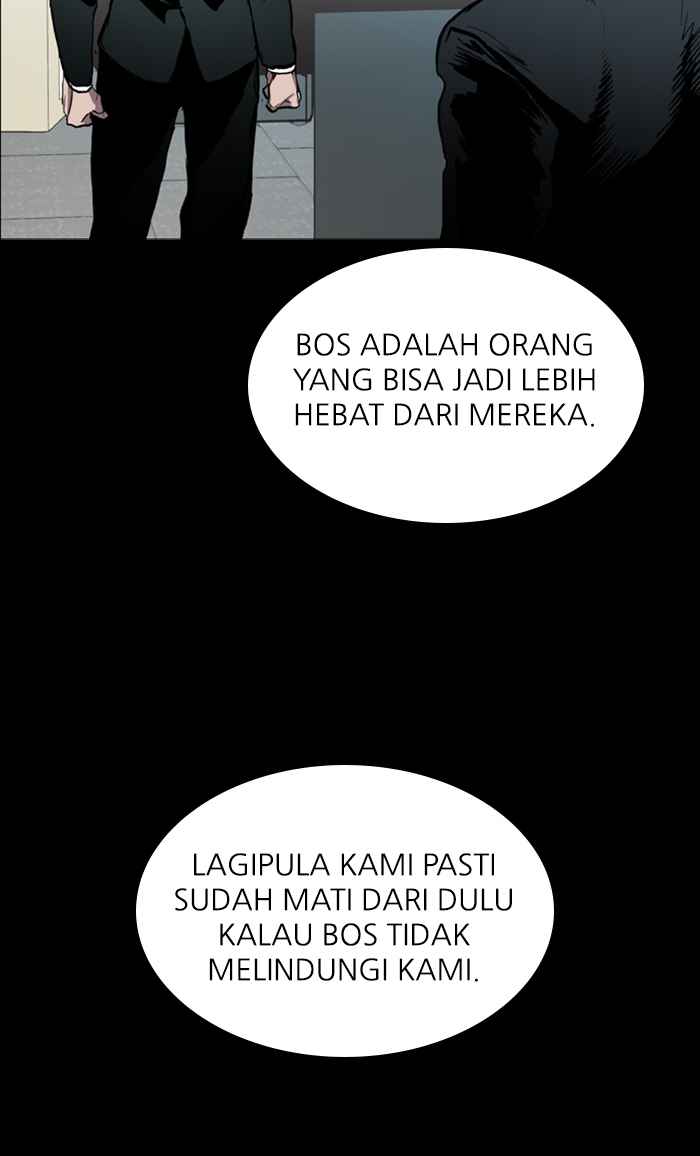 BOS ADALAH ORANG
YANG BISA JADI LEBIH
HEBAT DARI MEREKA.
LAGIPULA KAMI PASTI
SUDAH MATI DARI DULU
KALAU BOS TIDAK
MELINDUNGI KAMI.